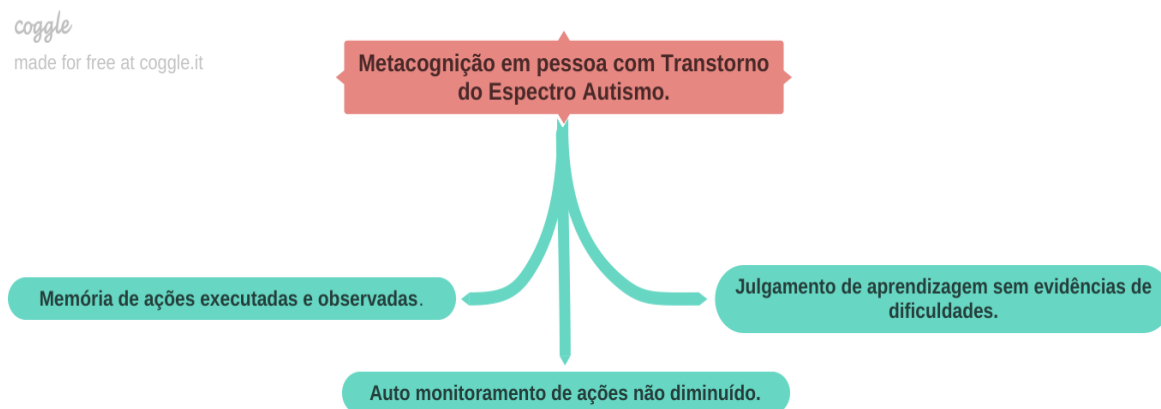 coggle
made for free at coggle.it
Metacognição em pessoa com Transtorno
do Espectro Autismo.
Memória de ações executadas e observadas.
Julgamento de aprendizagem sem evidências de
dificuldades.
Auto monitoramento de ações não diminuído.